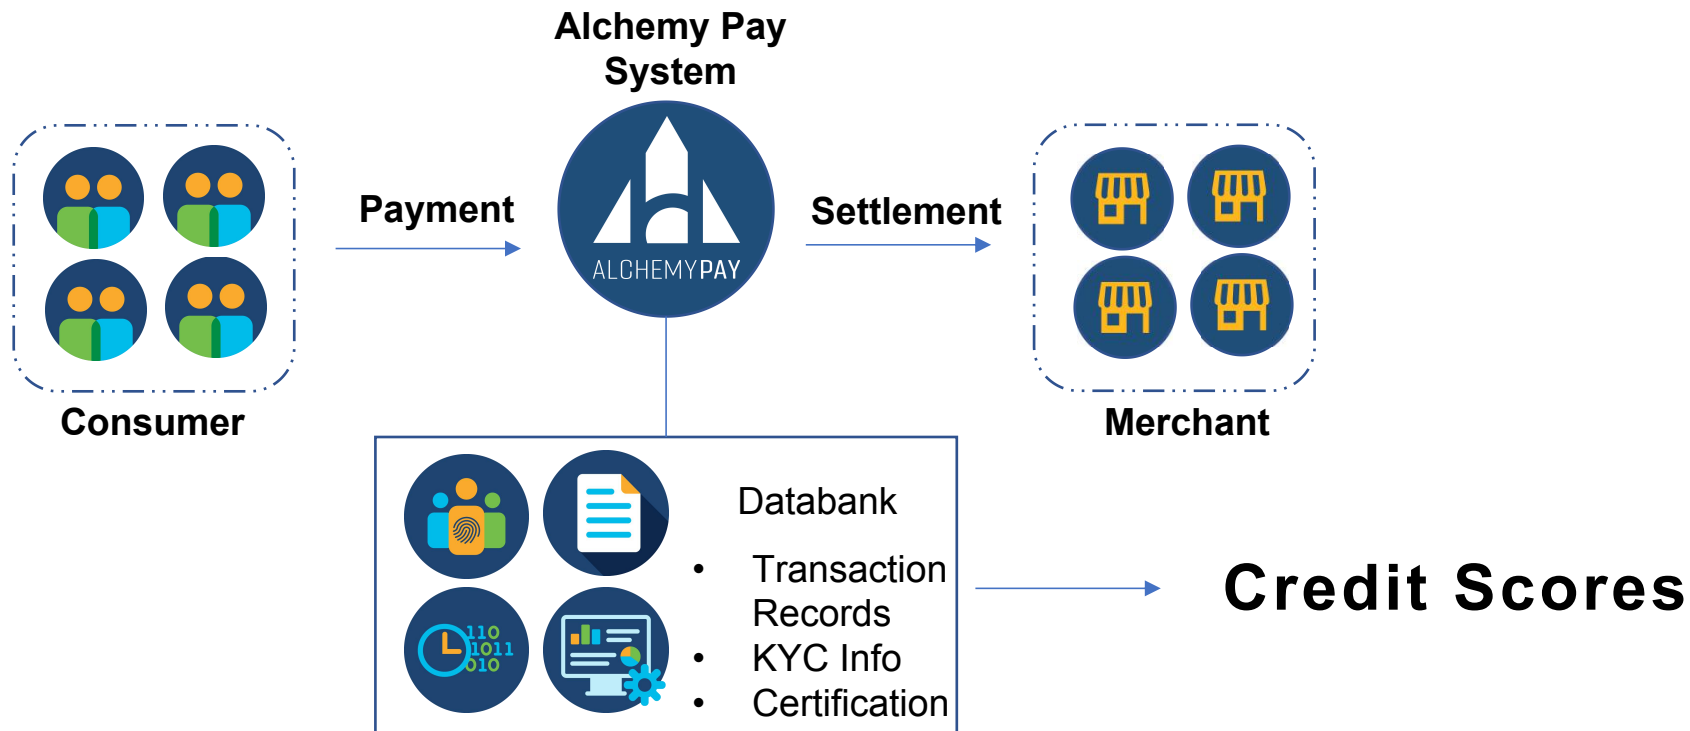 Alchemy Pay
System
Payment
ALCHEMYPAY
Settlement
Consumer
Merchant
110
1011
010
Databank
• Transaction
Records
• KYC Info
• Certification
Credit Scores